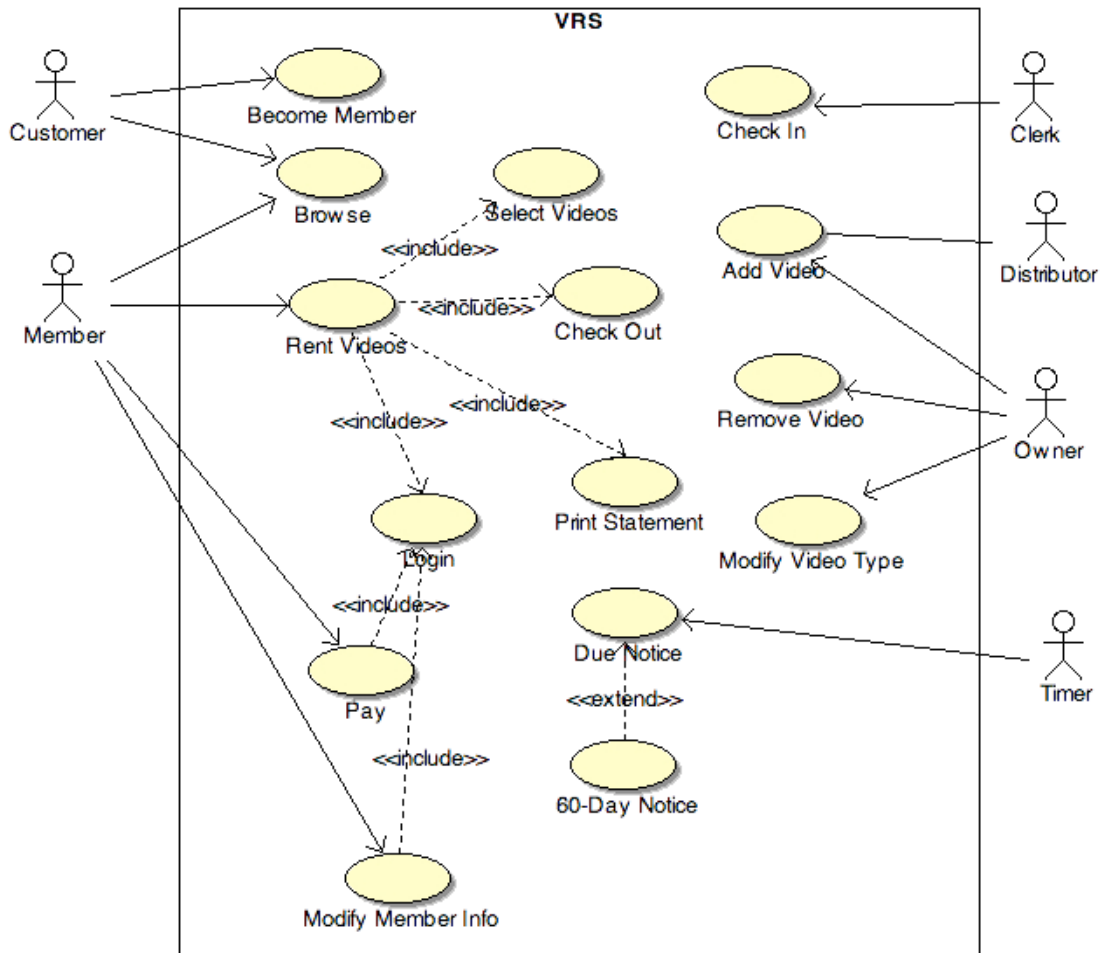 VRS
Customer
Become Member
Check In
Clerk
Browse
Select Videos
<<include>>
Add Video
Distributor
Member
Rent Videos
<<include>>
Check Out
<<include>>
<<include>>
Remove Video
Owner
Print Statement
Modify Video Type
Login
<<include>>
Due Notice
Timer
Pay
<<extend>>
<<include>>
60-Day Notice
Modify Member Info